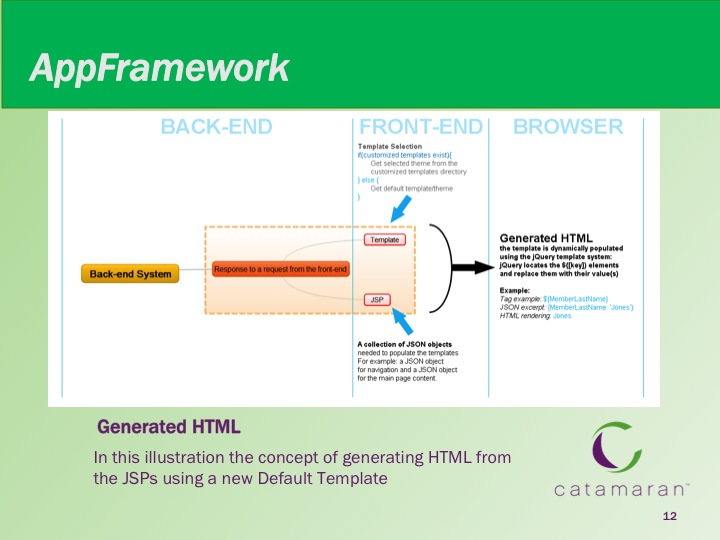 AppFramework
BACK-END
FRONT-END
BROWSER
Template Selection
if(customized templates exist){
Get selected theme from the
customized templates directory
} else {
Get default template/theme
}
Template
Back-end System
Response to a request from the front-end
JSP
A collection of JSON objects
needed to populate the templates
For example: a JSON object
for navigation and a JSON object
for the main page content.
Generated HTML
the template is dynamically populated
using the jQuery template system:
jQuery locates the ${[key]} elements
and replace them with their value(s)
Example:
Tag example: ${MemberLastName}
JSON excerpt: {MemberLastName: 'Jones'}
HTML rendering: Jones
Generated HTML
In this illustration the concept of generating HTML from
the JSPs using a new Default Template
catamaran™
12